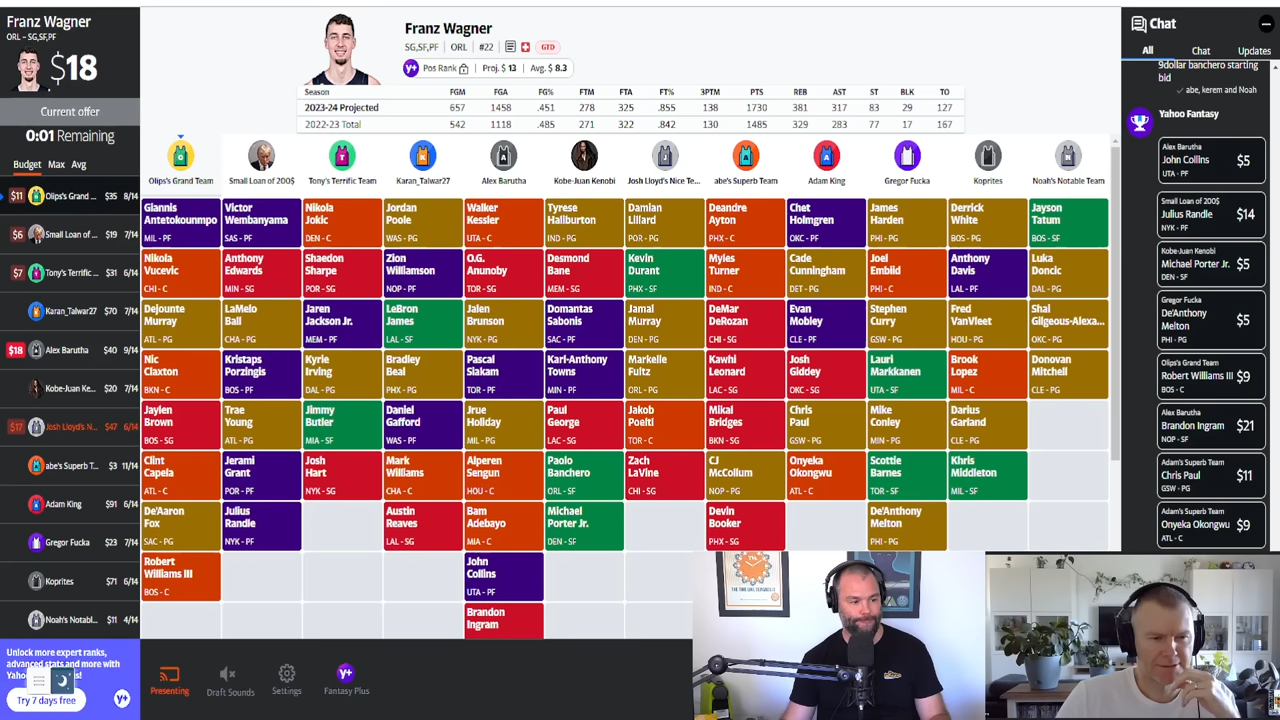 Franz Wagner
ORL – SG,SF,PF
$18
Current offer
0:01 Remaining
Budget Max Avg
$11 Olips's Grand ... $35 8/14
$6 Small Loan of ... $19 7/14
$7 Tony's Terrific ... $31 6/14
Karan_Talwar27 $70 7/14
$18 Alex Barutha $40 9/14
Kobe-Juan Ke... $20 7/14
$17 Josh Lloyd's N... $47 6/14
abe's Superb T... $3 11/14
Adam King $91 6/14
Gregor Fucka $23 7/14
Koprites $71 6/14
Noah's Notabl... $11 4/14
Unlock more expert ranks,
advanced stats and more with
Yahoo
Try 7 days free
y+
Franz Wagner
SG,SF,PF ORL #22 GTD
y+ Pos Rank Proj. $ 13 Avg. $ 8.3
Season FGM FGA FG% FTM FTA FT% 3PTM PTS REB AST ST BLK TO
2023-24 Projected 657 1458 .451 278 325 .855 138 1730 381 317 83 29 127
2022-23 Total 542 1118 .485 271 322 .842 130 1485 329 283 77 17 167
Olips's Grand Team Small Loan of 200$ Tony's Terrific Team Karan_Talwar27 Alex Barutha Kobe-Juan Kenobi Josh Lloyd's Nice Te... abe's Superb Team Adam King Gregor Fucka Koprites Noah's Notable Team
Giannis Victor Nikola Jordan Walker Tyrese Damian Deandre Chet James Derrick Jayson
Antetokounmpo Wembanyama Jokic Poole Kessler Haliburton Lillard Ayton Holmgren Harden White Tatum
MIL - PF SAS - PF DEN - C WAS - PG UTA - C IND - PG POR - PG PHX - C OKC - PF PHI - PG BOS - PG BOS - SF
Nikola Anthony Shaedon Zion O.G. Desmond Kevin Myles Cade Joel Anthony Luka
Vucevic Edwards Sharpe Williamson Anunoby Bane Durant Turner Cunningham Embiid Davis Doncic
CHI - C MIN - SG POR - SG NOP - PF TOR - SG MEM - SG PHX - SF IND - C DET - PG PHI - C LAL - PF DAL - PG
Dejounte LaMelo Jaren LeBron Jalen Domantas Jamal DeMar Evan Stephen Fred Shai
Murray Ball Jackson Jr. James Brunson Sabonis Murray DeRozan Mobley Curry VanVleet Gilgeous-Alexa...
ATL - PG CHA - PG MEM - PF LAL - SF NYK - PG SAC - PF DEN - PG CHI - SG CLE - PF GSW - PG HOU - PG OKC - PG
Nic Kristaps Kyrie Bradley Pascal Karl-Anthony Markelle Kawhi Josh Lauri Brook Donovan
Claxton Porzingis Irving Beal Siakam Towns Fultz Leonard Giddey Markkanen Lopez Mitchell
BKN - C BOS - PF DAL - PG PHX - PG TOR - PF MIN - PF ORL - PG LAC - SG OKC - SG UTA - SF MIL - C CLE - PG
Jaylen Trae Jimmy Daniel Jrue Paul Jakob Mikal Chris Mike Darius
Brown Young Butler Gafford Holiday George Poeltl Bridges Paul Conley Garland
BOS - SG ATL - PG MIA - SF WAS - PF MIL - PG LAC - SG TOR - C BKN - SG GSW - PG MIN - PG CLE - PG
Clint Jerami Josh Mark Alperen Paolo Zach CJ Onyeka Scottie Khris
Capela Grant Hart Williams Sengun Banchero LaVine McCollum Okongwu Barnes Middleton
ATL - C POR - PF NYK - SG CHA - C HOU - C ORL - SF CHI - SG NOP - PG ATL - C TOR - SF MIL - SF
De'Aaron Julius Austin Bam Michael Devin De'Anthony
Fox Randle Reaves Adebayo Porter Jr. Booker Melton
SAC - PG NYK - PF LAL - SG MIA - C DEN - SF PHX - SG PHI - PG
Robert John
Williams III Collins
BOS - C UTA - PF
Brandon
Ingram
Presenting Draft Sounds Settings Fantasy Plus
Chat
All Chat Updates
9dollar banchero starting
bid
abe, kerem and Noah
Yahoo Fantasy
Alex Barutha
John Collins $5
UTA - PF
Small Loan of 200$
Julius Randle $14
NYK - PF
Kobe-Juan Kenobi
Michael Porter Jr. $5
DEN - SF
Gregor Fucka
De'Anthony
Melton $5
PHI - PG
Olips's Grand Team
Robert Williams III $9
BOS - C
Alex Barutha
Brandon Ingram $21
NOP - SF
Adam's Superb Team
Chris Paul $11
GSW - PG
Adam's Superb Team
Onyeka Okongwu $9
ATL - C